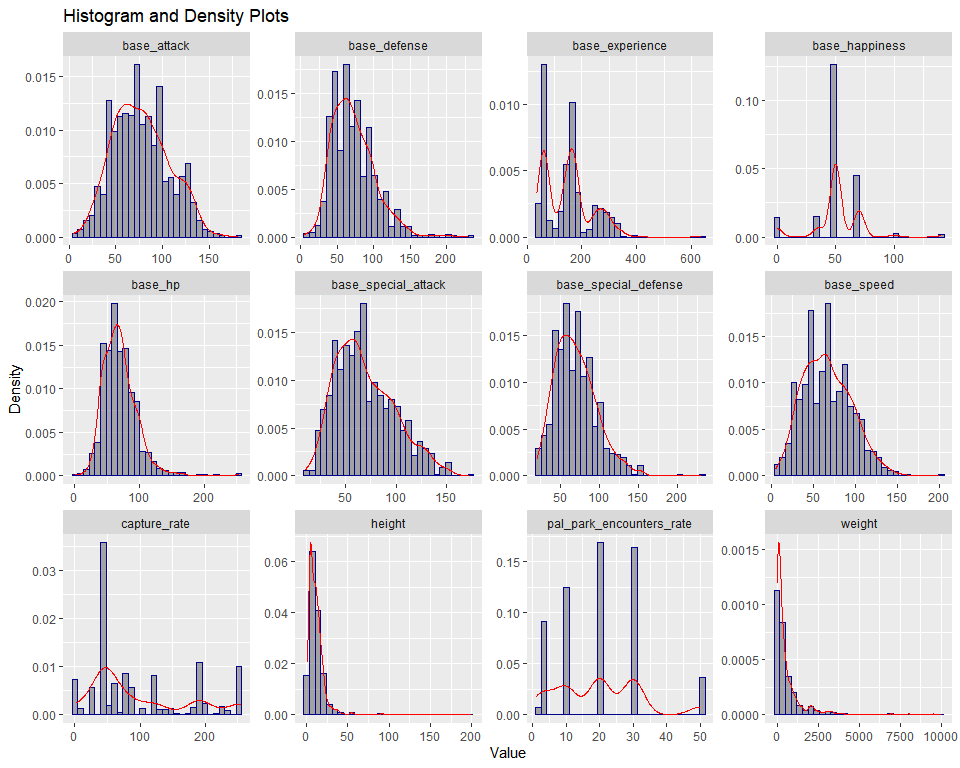 Histogram and Density Plots
base_attack base_defense base_experience base_happiness
0.015
0.010
0.005
0.000
0 50 100 150
0.015
0.010
0.005
0.000
0 50 100 150 200
0.010
0.005
0.000
0 200 400 600
0.10
0.05
0.00
0 50 100
base_hp base_special_attack base_special_defense base_speed
0.020
0.015
0.010
0.005
0.000
0 100 200
0.015
0.010
0.005
0.000
50 100 150
0.015
0.010
0.005
0.000
50 100 150 200
0.015
0.010
0.005
0.000
0 50 100 150 200
capture_rate height pal_park_encounters_rate weight
0.03
0.02
0.01
0.00
0 100 200
0.06
0.04
0.02
0.00
0 50 100 150 200
0.15
0.10
0.05
0.00
0 10 20 30 40 50
0.0015
0.0010
0.0005
0.0000
0 2500 5000 7500 10000
Density
Value